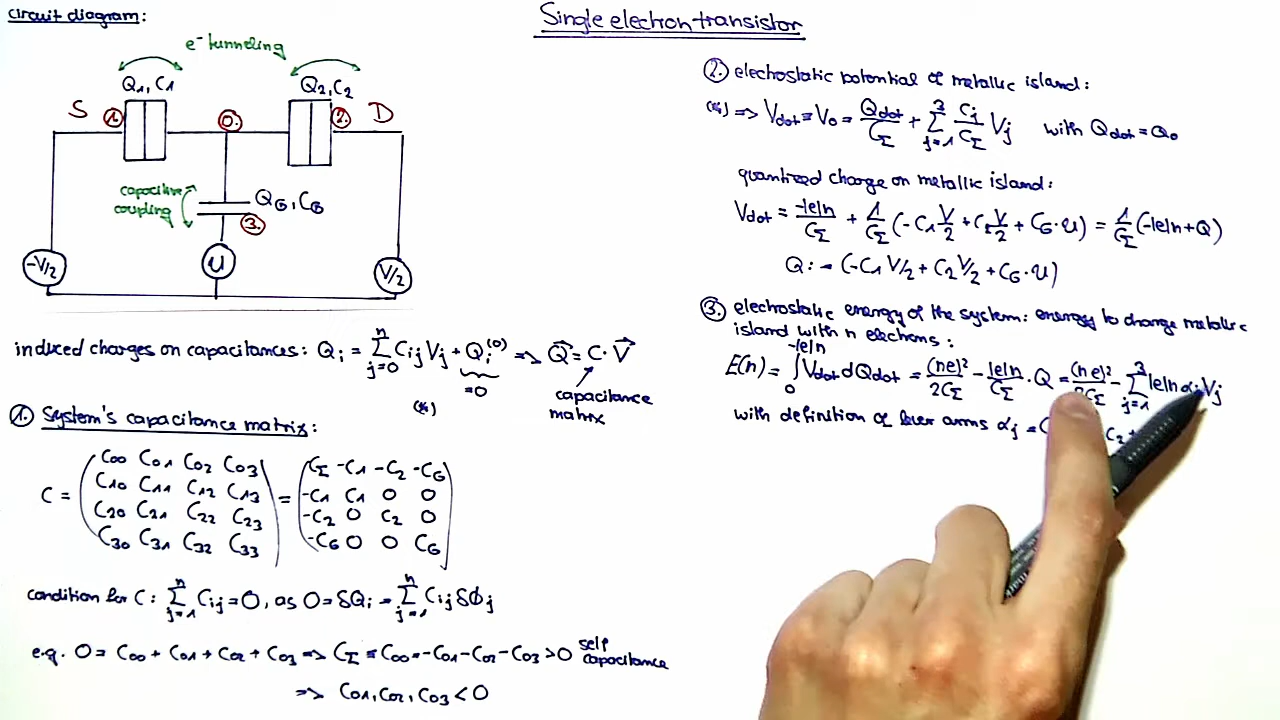 Single electron transistor
circuit diagram:
e⁻ tunneling
Q₁, C₁
Q₂, C₂
S
1.
0.
2.
D
capacitive
coupling
Q_G, C_G
3.
-V/2
U
V/2
induced charges on capacitances: Q_i = Σ_{j=0}^{n} C_ij V_j + Q_i^(0) => Q⃗ = C · V⃗
=0
(*)
capacitance
matrix
1. System's capacitance matrix:
C = (C₀₀ C₀₁ C₀₂ C₀₃) = (C_Σ -C₁ -C₂ -C_G)
C₁₀ C₁₁ C₁₂ C₁₃ -C₁ C₁ 0 0
C₂₀ C₂₁ C₂₂ C₂₃ -C₂ 0 C₂ 0
C₃₀ C₃₁ C₃₂ C₃₃ -C_G 0 0 C_G
condition for C: Σ_{j=1}^{n} C_ij = 0, as 0 = δQ_i = Σ_{j=1}^{n} C_ij δϕ_j
e.g. 0 = C₀₀ + C₀₁ + C₀₂ + C₀₃ => C_Σ = C₀₀ = -C₀₁ - C₀₂ - C₀₃ > 0 self
capacitance
=> C₀₁, C₀₂, C₀₃ < 0
2. electrostatic potential of metallic island:
(*) => V_dot = V₀ = Q_dot/C_Σ + Σ_{j=1}^{3} C_j/C_Σ V_j with Q_dot = Q₀
quantized charge on metallic island:
V_dot = -|e|n/C_Σ + 1/C_Σ (-C₁ V/2 + C₂ V/2 + C_G · U) = 1/C_Σ (-|e|n + Q)
Q := (-C₁ V/2 + C₂ V/2 + C_G · U)
3. electrostatic energy of the system: energy to charge metallic
island with n electrons:
E(n) = ∫_0^{-|e|n} V_dot dQ_dot = (ne)²/2C_Σ - |e|n/C_Σ · Q = (ne)²/2C_Σ - Σ_{j=1}^{3} |e|n α_j V_j
with definition of lever arms α_j = C C₂